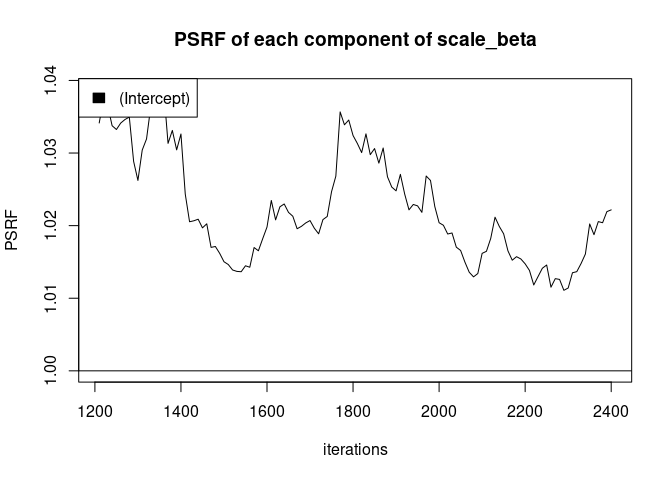 PSRF of each component of scale_beta
(Intercept)
PSRF
1.04
1.03
1.02
1.01
1.00
1200 1400 1600 1800 2000 2200 2400
iterations